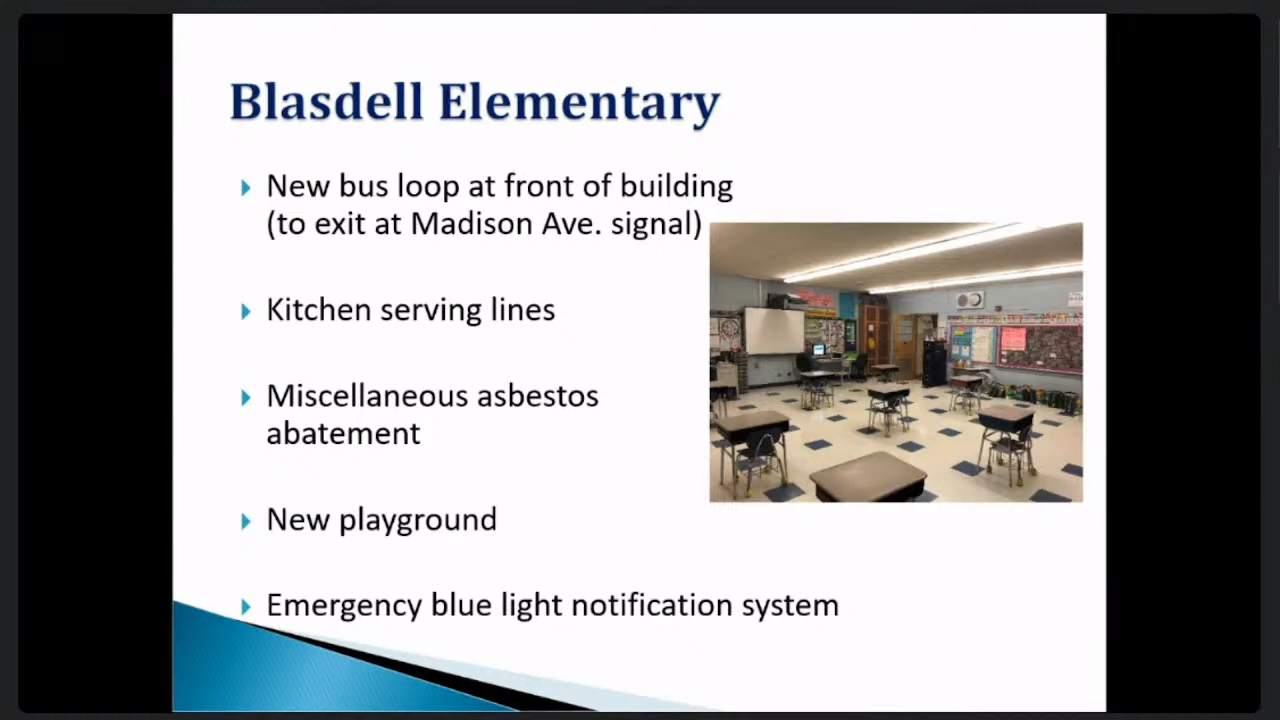 Blasdell Elementary
New bus loop at front of building
(to exit at Madison Ave. signal)
Kitchen serving lines
Miscellaneous asbestos
abatement
New playground
Emergency blue light notification system